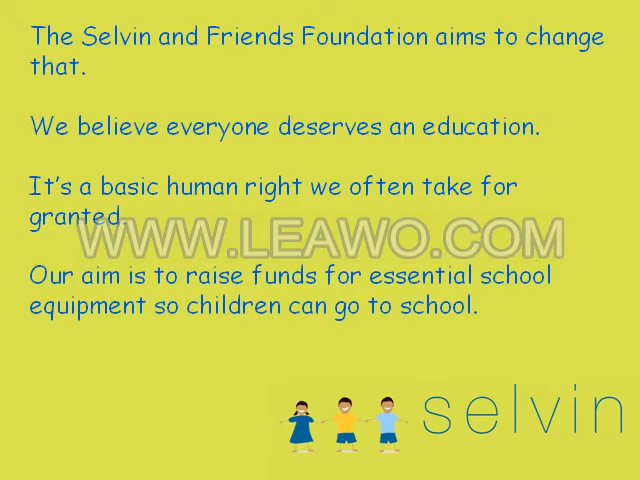 The Selvin and Friends Foundation aims to change
that.
We believe everyone deserves an education.
It's a basic human right we often take for
granted.
WWW.LEAWO.COM
Our aim is to raise funds for essential school
equipment so children can go to school.
selvin